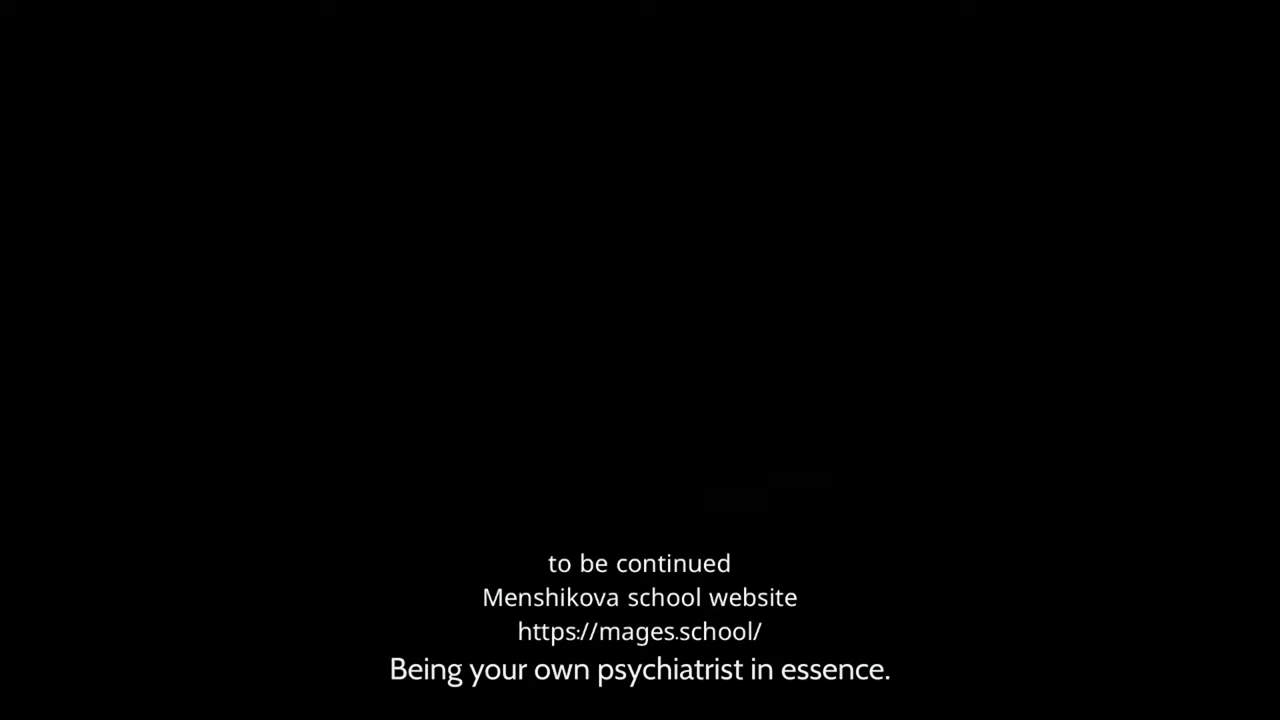 to be continued
Menshikova school website
https://mages.school/
Being your own psychiatrist in essence.